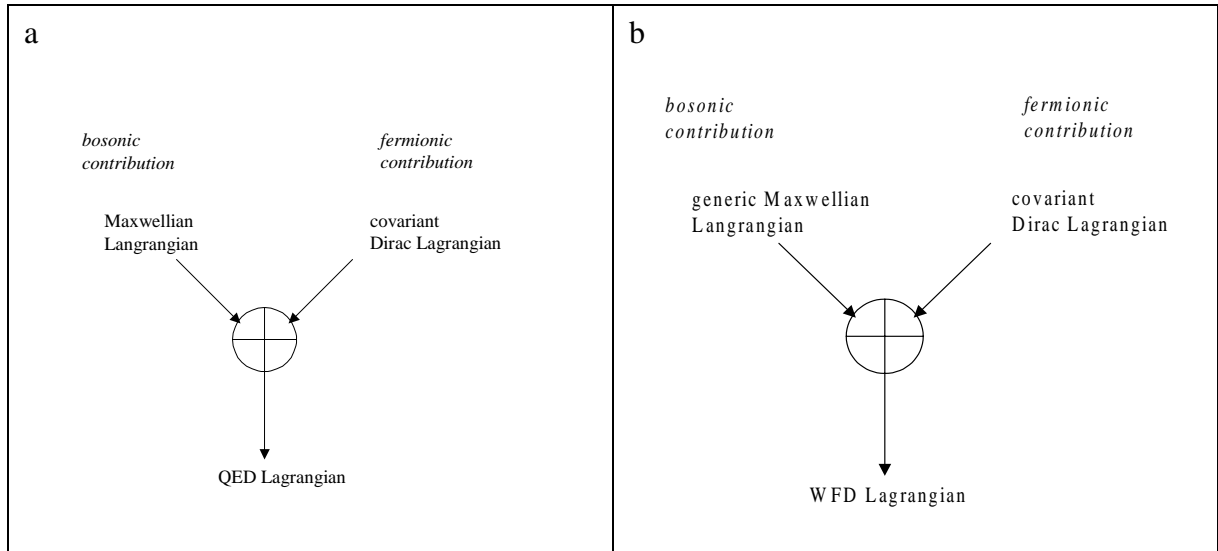 a
bosonic
contribution
fermionic
contribution
Maxwellian
Langrangian
covariant
Dirac Lagrangian
QED Lagrangian
b
bosonic
contribution
fermionic
contribution
generic Maxwellian
Langrangian
covariant
Dirac Lagrangian
WFD Lagrangian